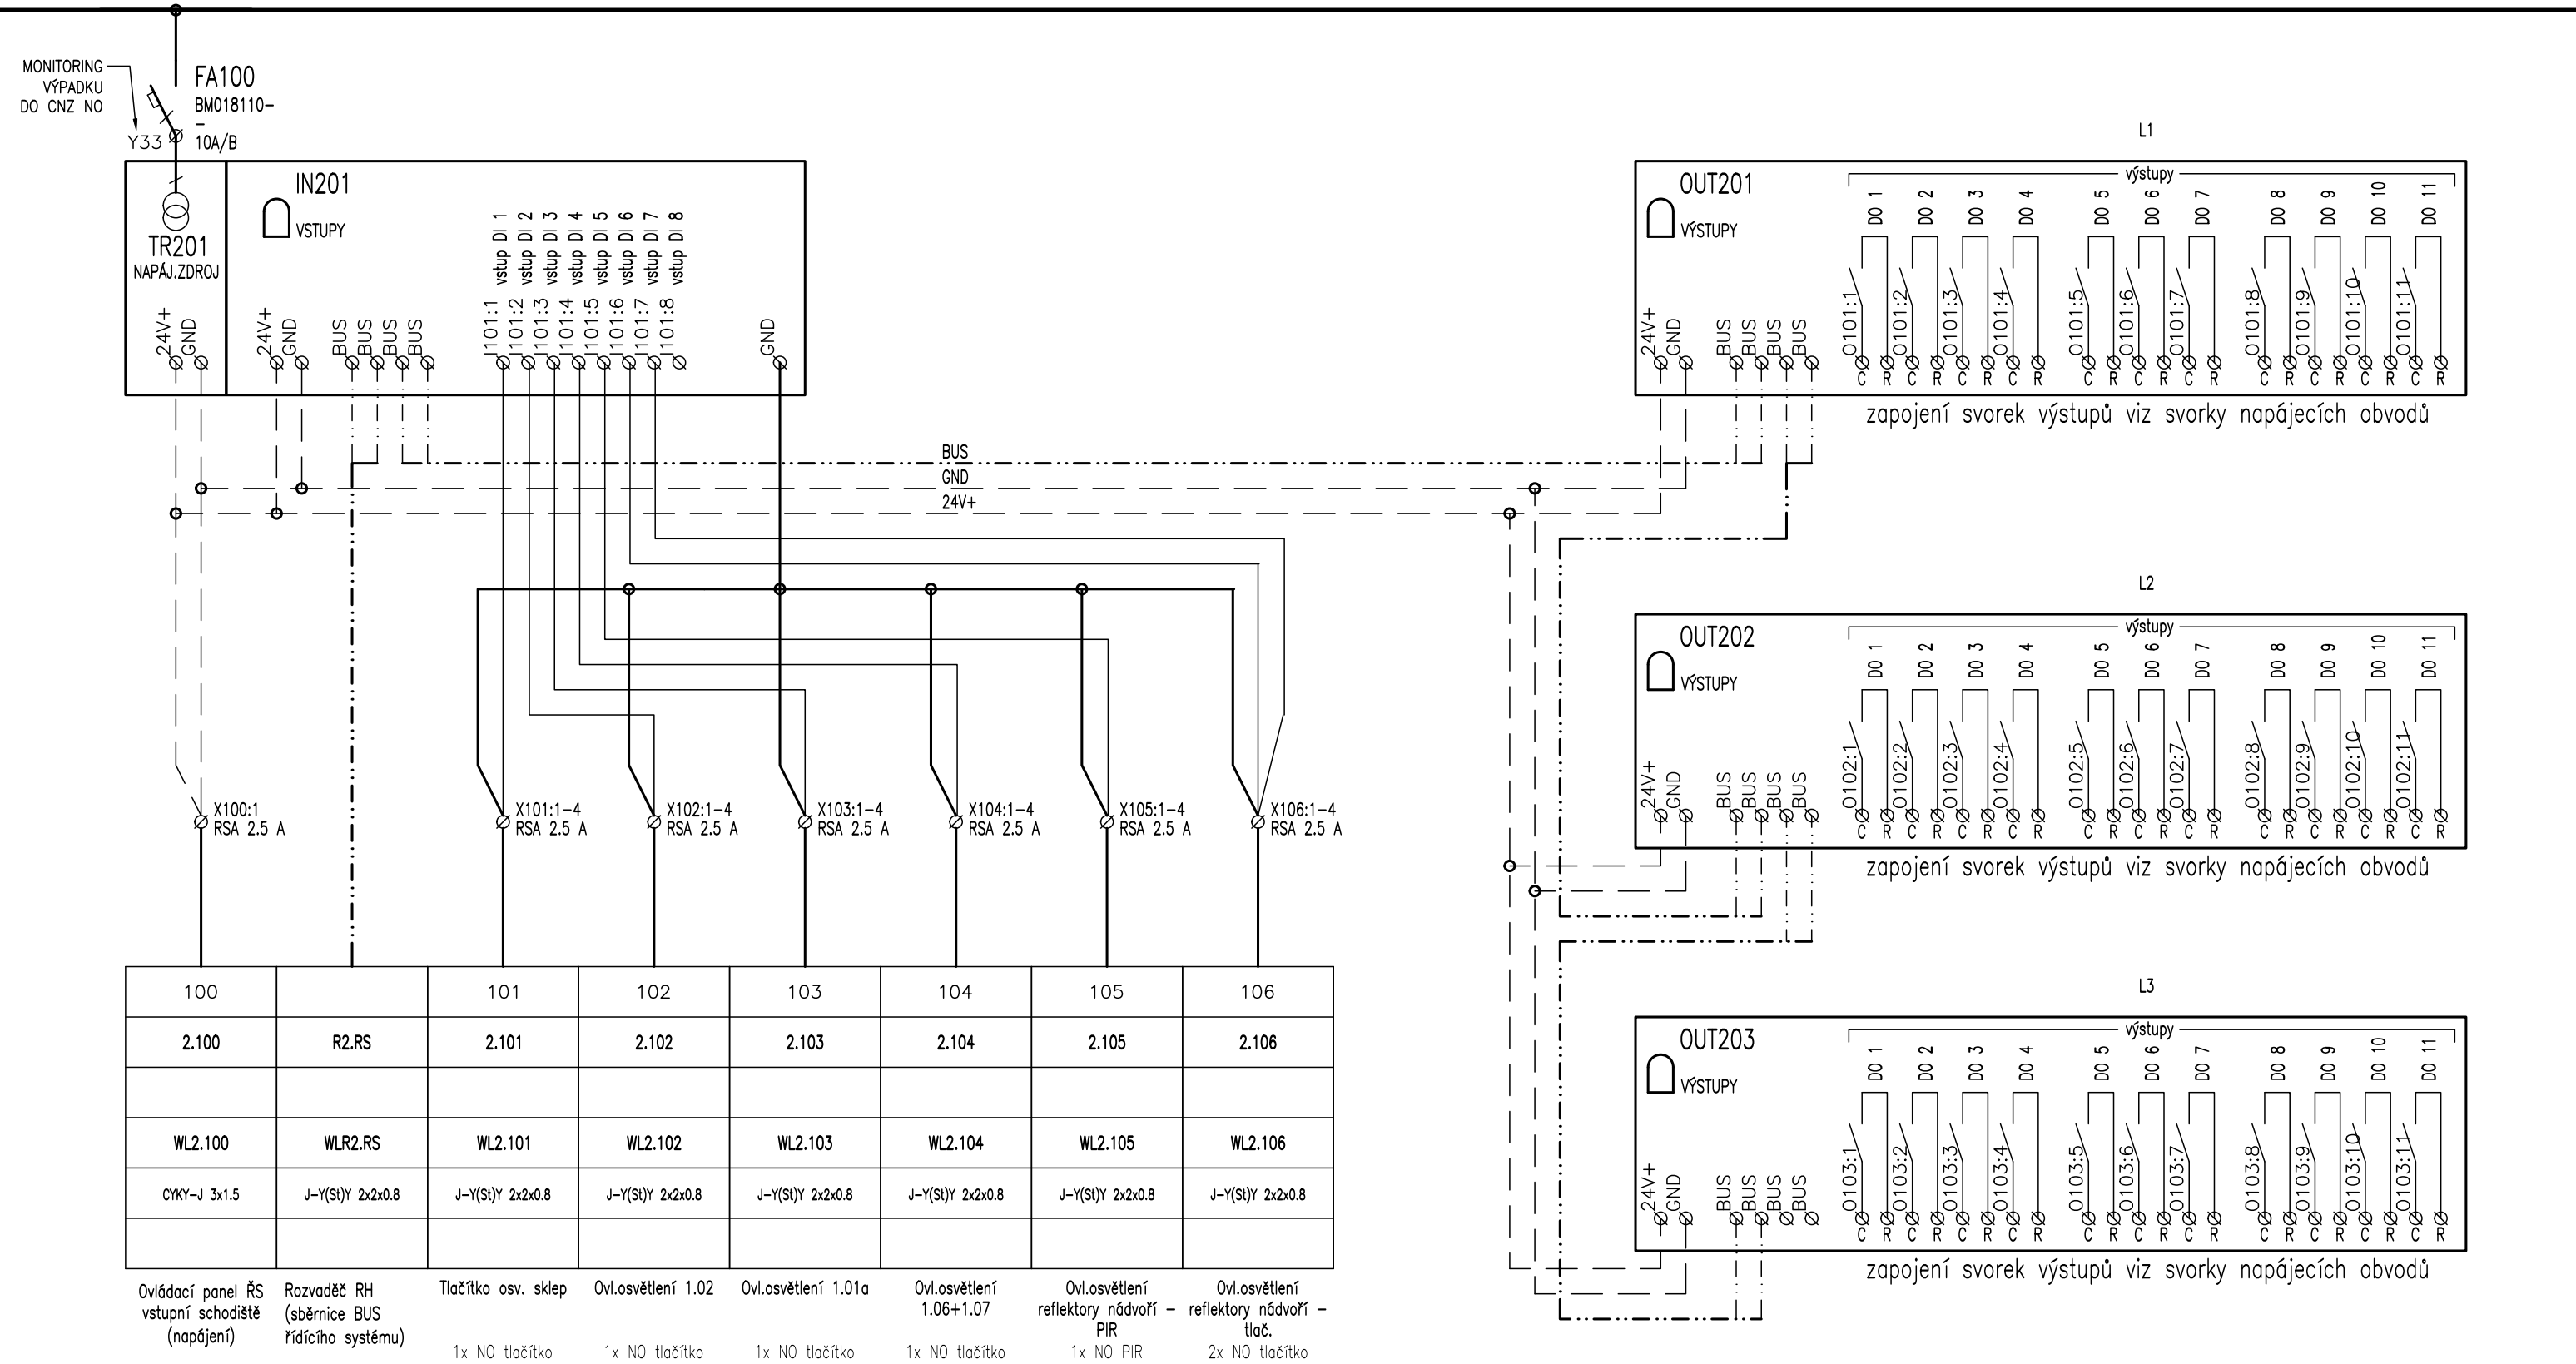 MONITORING
VÝPADKU
DO CNZ NO
Y33
FA100
BM018110-
-
10A/B
TR201
NAPÁJ.ZDROJ
24V+
GND
IN201
VSTUPY
24V+
GND
BUS
BUS
BUS
BUS
I101:1 vstup DI 1
I101:2 vstup DI 2
I101:3 vstup DI 3
I101:4 vstup DI 4
I101:5 vstup DI 5
I101:6 vstup DI 6
I101:7 vstup DI 7
I101:8 vstup DI 8
GND
BUS
GND
24V+
L1
OUT201
VÝSTUPY
výstupy
DO 1 DO 2 DO 3 DO 4 DO 5 DO 6 DO 7 DO 8 DO 9 DO 10 DO 11
24V+ GND BUS BUS BUS BUS
O101:1 O101:2 O101:3 O101:4 O101:5 O101:6 O101:7 O101:8 O101:9 O101:10 O101:11
C R C R C R C R C R C R C R C R C R C R C R
zapojení svorek výstupů viz svorky napájecích obvodů
L2
OUT202
VÝSTUPY
výstupy
DO 1 DO 2 DO 3 DO 4 DO 5 DO 6 DO 7 DO 8 DO 9 DO 10 DO 11
24V+ GND BUS BUS BUS BUS
O102:1 O102:2 O102:3 O102:4 O102:5 O102:6 O102:7 O102:8 O102:9 O102:10 O102:11
C R C R C R C R C R C R C R C R C R C R C R
zapojení svorek výstupů viz svorky napájecích obvodů
L3
OUT203
VÝSTUPY
výstupy
DO 1 DO 2 DO 3 DO 4 DO 5 DO 6 DO 7 DO 8 DO 9 DO 10 DO 11
24V+ GND BUS BUS BUS BUS
O103:1 O103:2 O103:3 O103:4 O103:5 O103:6 O103:7 O103:8 O103:9 O103:10 O103:11
C R C R C R C R C R C R C R C R C R C R C R
zapojení svorek výstupů viz svorky napájecích obvodů
X100:1
RSA 2.5 A
X101:1-4
RSA 2.5 A
X102:1-4
RSA 2.5 A
X103:1-4
RSA 2.5 A
X104:1-4
RSA 2.5 A
X105:1-4
RSA 2.5 A
X106:1-4
RSA 2.5 A
100 101 102 103 104 105 106
2.100 R2.RS 2.101 2.102 2.103 2.104 2.105 2.106
WL2.100 WLR2.RS WL2.101 WL2.102 WL2.103 WL2.104 WL2.105 WL2.106
CYKY-J 3x1.5 J-Y(St)Y 2x2x0.8 J-Y(St)Y 2x2x0.8 J-Y(St)Y 2x2x0.8 J-Y(St)Y 2x2x0.8 J-Y(St)Y 2x2x0.8 J-Y(St)Y 2x2x0.8 J-Y(St)Y 2x2x0.8
Ovládací panel ŘS
vstupní schodiště
(napájení)
Rozvaděč RH
(sběrnice BUS
řídícího systému)
Tlačítko osv. sklep
1x NO tlačítko
Ovl.osvětlení 1.02
1x NO tlačítko
Ovl.osvětlení 1.01a
1x NO tlačítko
Ovl.osvětlení
1.06+1.07
1x NO tlačítko
Ovl.osvětlení
reflektory nádvoří -
PIR
1x NO PIR
Ovl.osvětlení
reflektory nádvoří -
tlač.
2x NO tlačítko